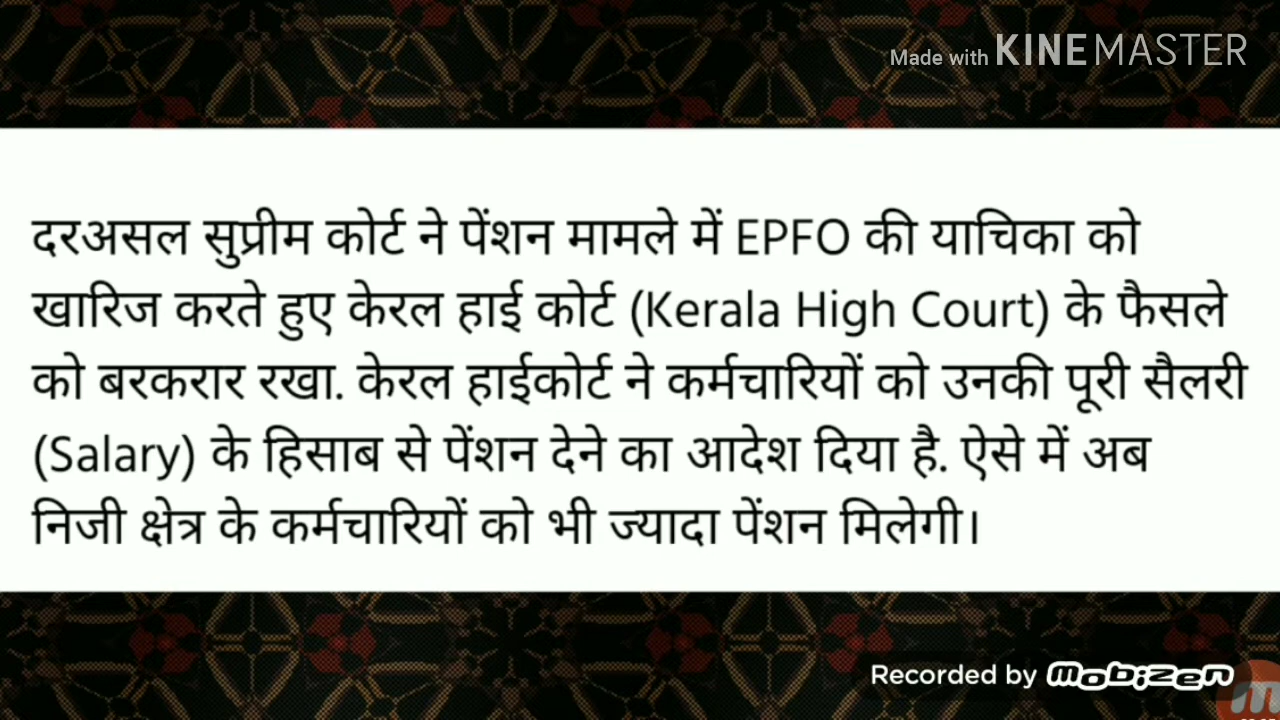 Made with KINEMASTER
दरअसल सुप्रीम कोर्ट ने पेंशन मामले में EPFO की याचिका को
खारिज करते हुए केरल हाई कोर्ट (Kerala High Court) के फैसले
को बरकरार रखा. केरल हाईकोर्ट ने कर्मचारियों को उनकी पूरी सैलरी
(Salary) के हिसाब से पेंशन देने का आदेश दिया है. ऐसे में अब
निजी क्षेत्र के कर्मचारियों को भी ज्यादा पेंशन मिलेगी।
Recorded by mobizen